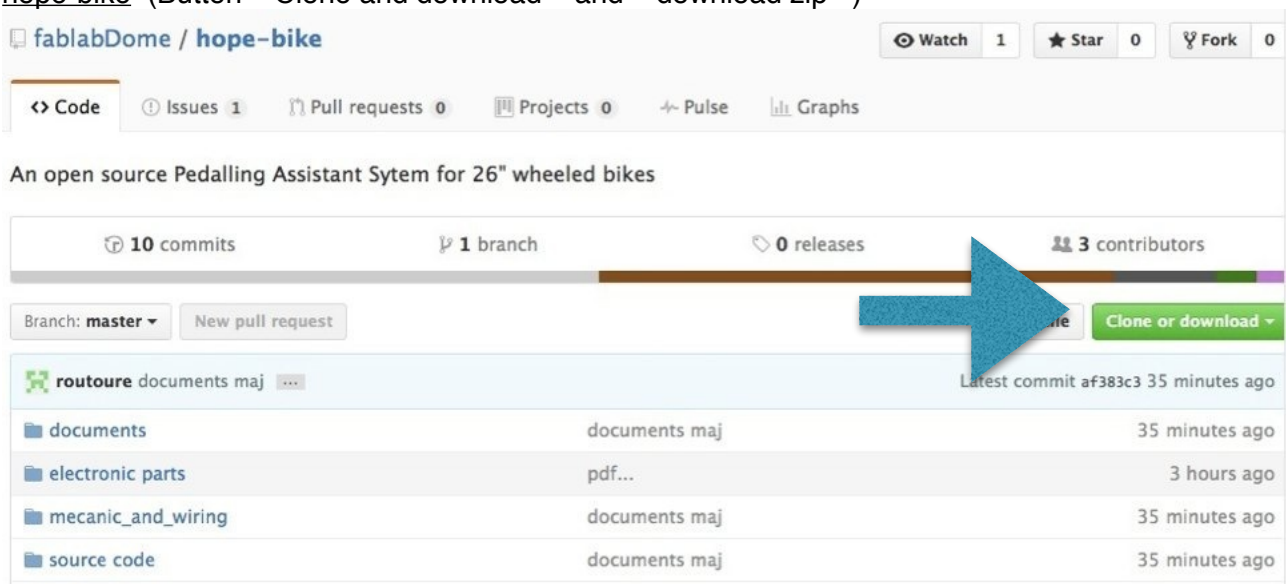 hope-bike (Button « Clone and download » and « download zip » )
fablabDome / hope-bike
Watch 1 Star 0 Fork 0
Code Issues 1 Pull requests 0 Projects 0 Pulse Graphs
An open source Pedalling Assistant Sytem for 26" wheeled bikes
10 commits 1 branch 0 releases 3 contributors
Branch: master New pull request Clone or download
routoure documents maj ... Latest commit af383c3 35 minutes ago
documents documents maj 35 minutes ago
electronic parts pdf... 3 hours ago
mecanic_and_wiring documents maj 35 minutes ago
source code documents maj 35 minutes ago